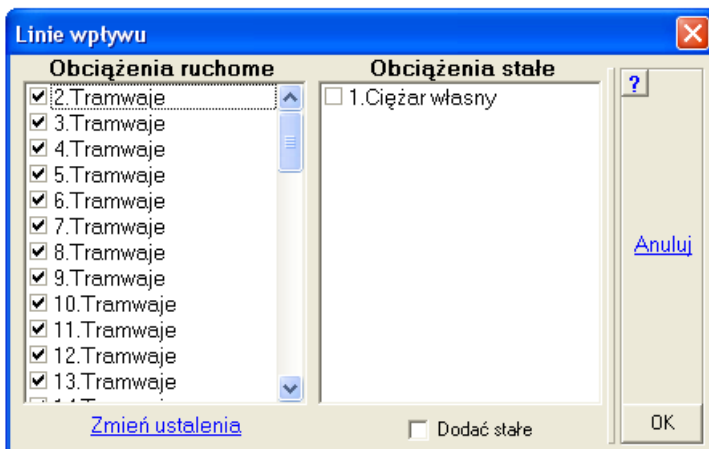 Linie wpływu
Obciążenia ruchome
2.Tramwaje
3.Tramwaje
4.Tramwaje
5.Tramwaje
6.Tramwaje
7.Tramwaje
8.Tramwaje
9.Tramwaje
10.Tramwaje
11.Tramwaje
12.Tramwaje
13.Tramwaje
Zmień ustalenia
Obciążenia stałe
1.Ciężar własny
Dodać stałe
?
Anuluj
OK